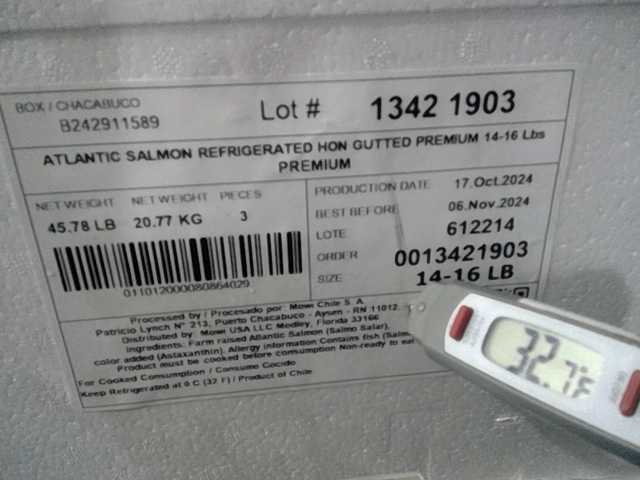 BOX / CHACABUCO
B242911589
Lot # 1342 1903
ATLANTIC SALMON REFRIGERATED HON GUTTED PREMIUM 14-16 Lbs
PREMIUM
NET WEIGHT NET WEIGHT PIECES
45.78 LB 20.77 KG 3
011012000080864029
PRODUCTION DATE 17.Oct.2024
BEST BEFORE 06.Nov.2024
LOTE 612214
ORDER 0013421903
SIZE 14-16 LB
Processed by / Procesado por: Mowi Chile S. A.
Patricio Lynch N° 213, Puerto Chacabuco - Aysen - RN 11012.
Distributed by: Mowi USA LLC Medley, Florida 33166
Ingredients: Farm raised Atlantic Salmon (Salmo Salar),
color added (Astaxanthin). Allergy information:Contains fish (Salmo
Product must be cooked before consumption Non-ready to eat
For Cooked Consumption / Consumo Cocido
Keep Refrigerated at 0 C (32 F) / Product of Chile
32.7°F